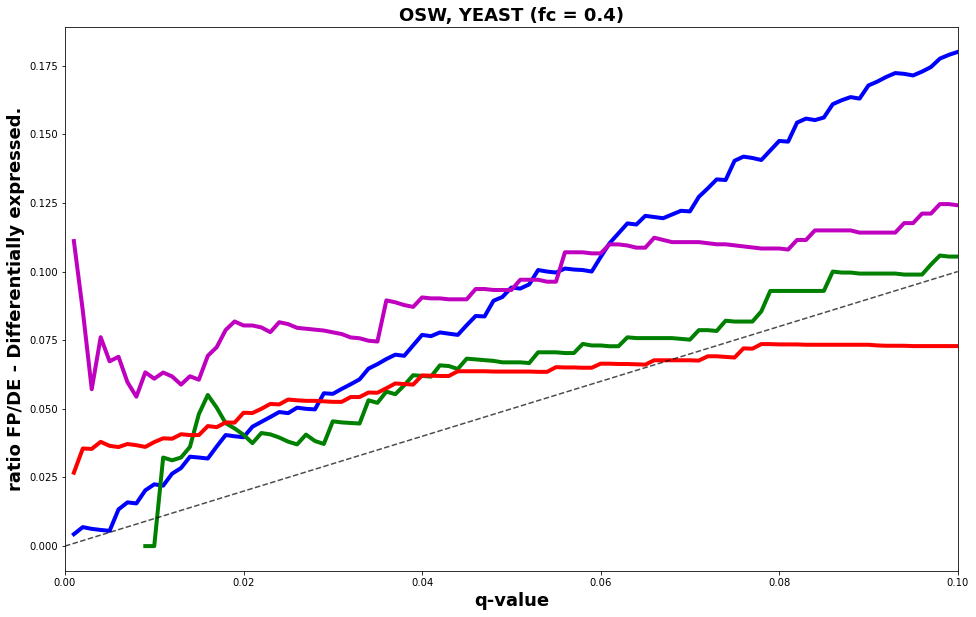 OSW, YEAST (fc = 0.4)
ratio FP/DE - Differentially expressed.
0.175
0.150
0.125
0.100
0.075
0.050
0.025
0.000
0.00 0.02 0.04 0.06 0.08 0.10
q-value